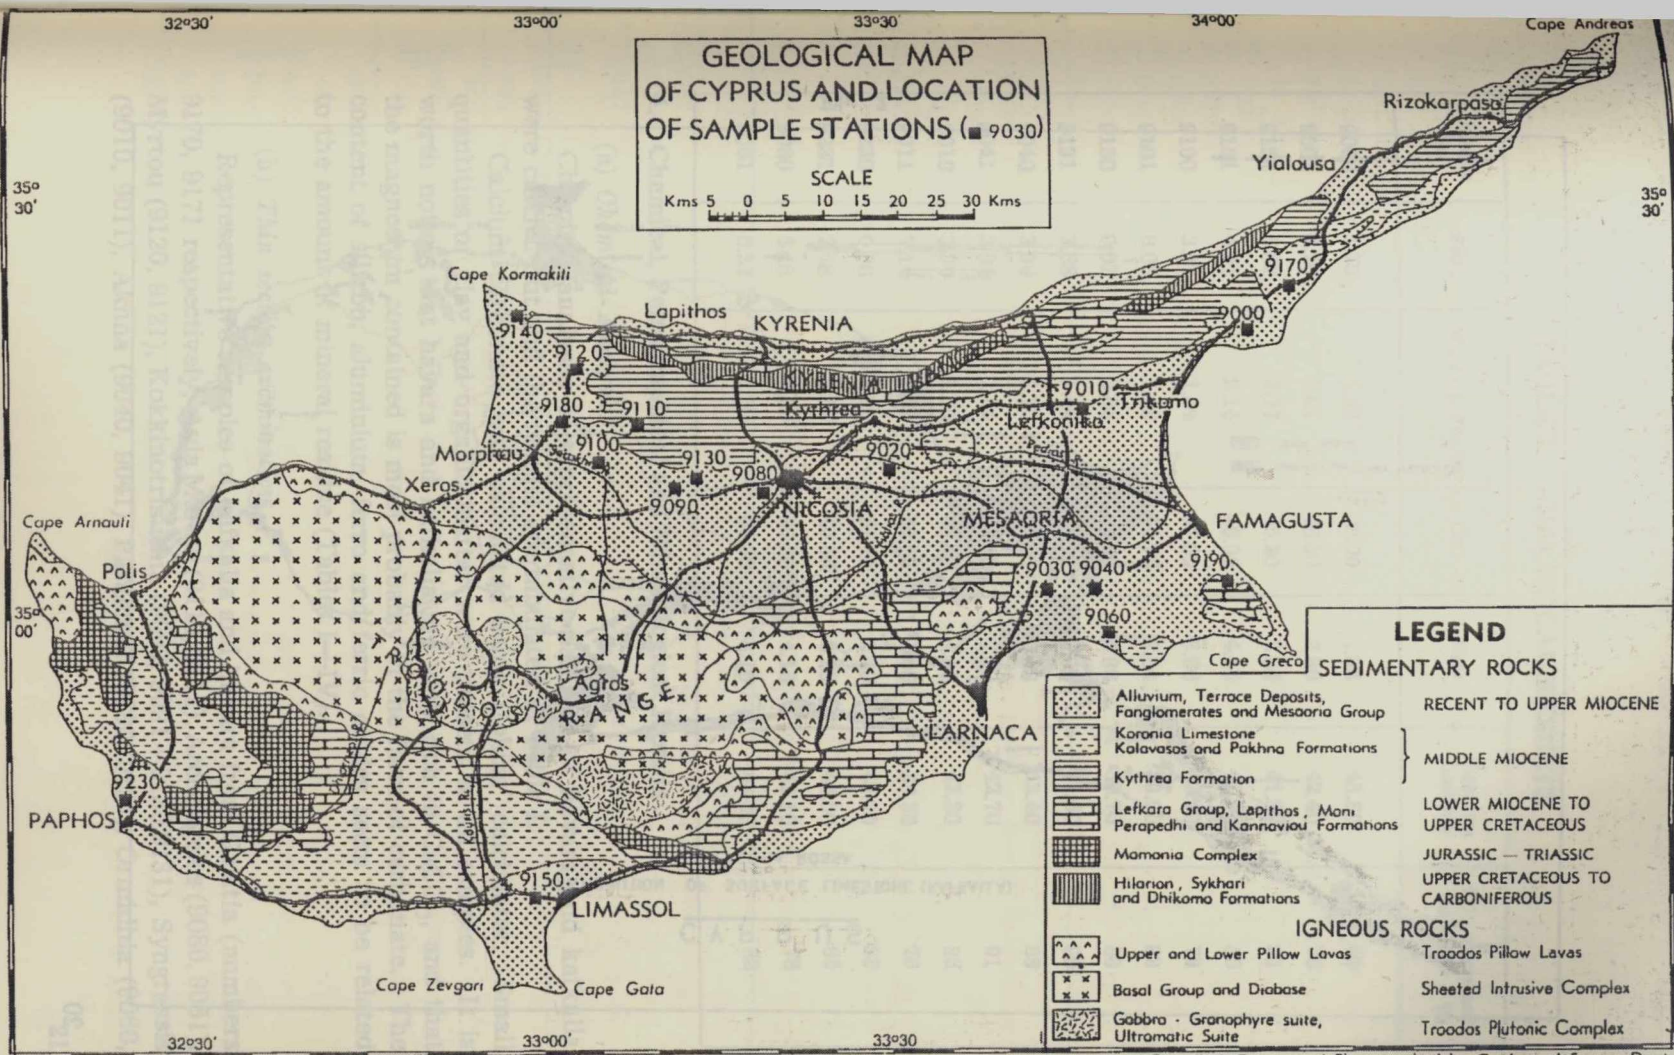 32°30' 33°00' 33°30' 34°00'
Cape Andreas
GEOLOGICAL MAP
OF CYPRUS AND LOCATION
OF SAMPLE STATIONS (■ 9030)
SCALE
Kms 5 0 5 10 15 20 25 30 Kms
Rizokarpaso
Yialousa
35°
30'
35°
30'
Cape Kormakiti
9170
9000
Lapithos
KYRENIA
9140
9120
KYRENIA
9010
Trikomo
9180
9110
Kythrea
Lefkoniko
9100
Morphou
9130
9080
9020
Pedias R.
Xeros
9090
NICOSIA
MESAORIA
FAMAGUSTA
Cape Arnauti
Polis
9030
9040
9190
35°
00'
9060
Cape Greco
TROODOS RANGE
Agros
LARNACA
9230
PAPHOS
Kouris R.
9150
LIMASSOL
Cape Zevgari
Cape Gata
LEGEND
SEDIMENTARY ROCKS
Alluvium, Terrace Deposits,
Fanglomerates and Mesaoria Group
RECENT TO UPPER MIOCENE
Koronia Limestone
Kalavasos and Pakhna Formations
MIDDLE MIOCENE
Kythrea Formation
Lefkara Group, Lapithos, Moni
Perapedhi and Kannaviou Formations
LOWER MIOCENE TO
UPPER CRETACEOUS
Mamonia Complex
JURASSIC — TRIASSIC
Hilarion, Sykhari
and Dhikomo Formations
UPPER CRETACEOUS TO
CARBONIFEROUS
IGNEOUS ROCKS
Upper and Lower Pillow Lavas
Troodos Pillow Lavas
Basal Group and Diabase
Sheeted Intrusive Complex
Gabbro - Granophyre suite,
Ultramatic Suite
Troodos Plutonic Complex
32°30' 33°00' 33°30'